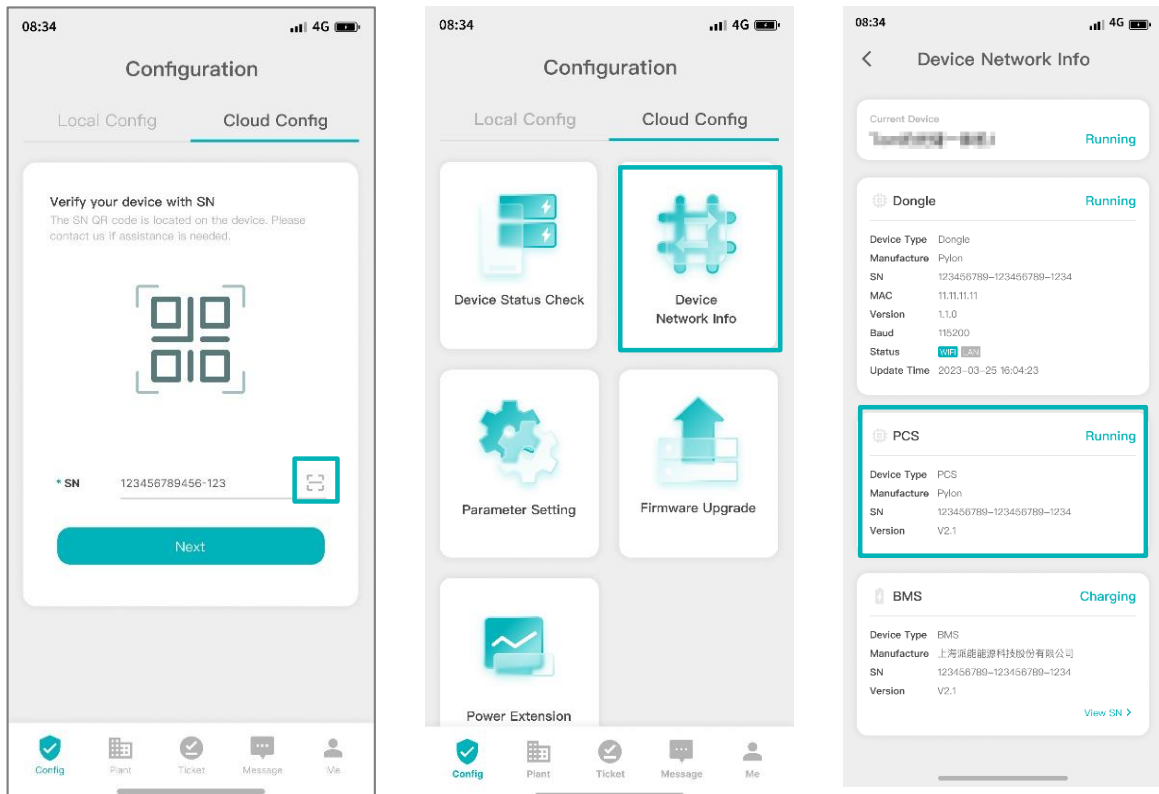 08:34
4G
Configuration
Local Config
Cloud Config
Verify your device with SN
The SN QR code is located on the device. Please
contact us if assistance is needed.
* SN 123456789456-123
Next
Config
Plant
Ticket
Message
Me
08:34
4G
Configuration
Local Config
Cloud Config
Device Status Check
Device
Network Info
Parameter Setting
Firmware Upgrade
Power Extension
Config
Plant
Ticket
Message
Me
08:34
4G
Device Network Info
Current Device
Running
Dongle
Running
Device Type Dongle
Manufacture Pylon
SN 123456789-123456789-1234
MAC 11.11.11.11
Version 1.1.0
Baud 115200
Status WIFI LAN
Update Time 2023-03-25 16:04:23
PCS
Running
Device Type PCS
Manufacture Pylon
SN 123456789-123456789-1234
Version V2.1
BMS
Charging
Device Type BMS
Manufacture 上海派能能源科技股份有限公司
SN 123456789-123456789-1234
Version V2.1
View SN >